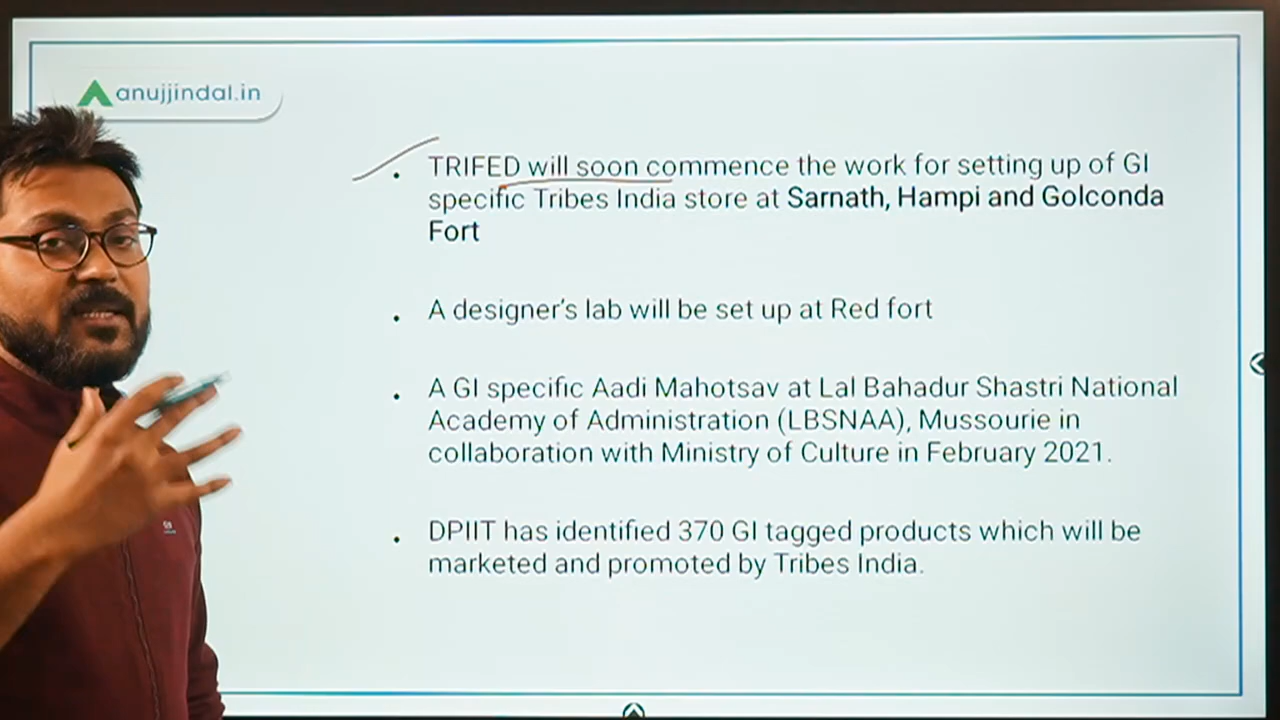 anujjindal.in
. TRIFED will soon commence the work for setting up of GI
specific Tribes India store at Sarnath, Hampi and Golconda
Fort
. A designer's lab will be set up at Red fort
. A GI specific Aadi Mahotsav at Lal Bahadur Shastri National
Academy of Administration (LBSNAA), Mussourie in
collaboration with Ministry of Culture in February 2021.
. DPIIT has identified 370 GI tagged products which will be
marketed and promoted by Tribes India.